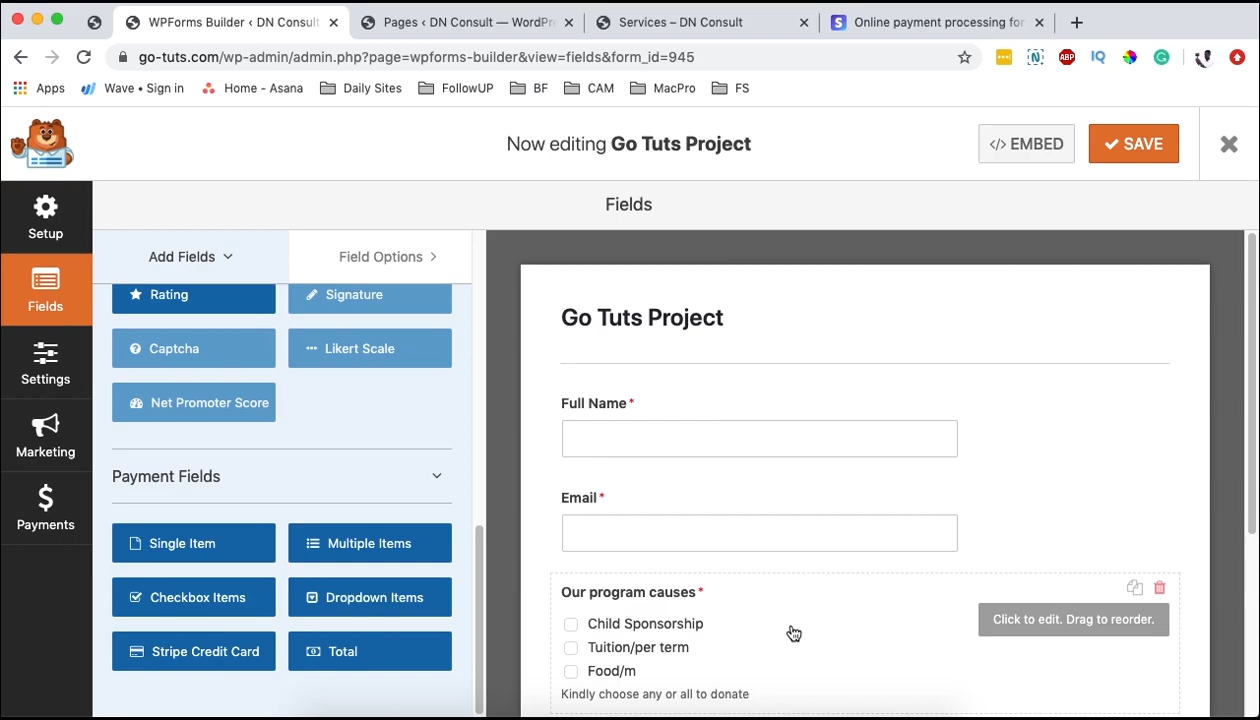 WPForms Builder < DN Consult
Pages < DN Consult — WordPr
Services – DN Consult
Online payment processing for
go-tuts.com/wp-admin/admin.php?page=wpforms-builder&view=fields&form_id=945
Apps
Wave • Sign in
Home - Asana
Daily Sites
FollowUP
BF
CAM
MacPro
FS
Now editing Go Tuts Project
</> EMBED
SAVE
Fields
Setup
Fields
Settings
Marketing
Payments
Add Fields
Field Options
Rating
Signature
Captcha
Likert Scale
Net Promoter Score
Payment Fields
Single Item
Multiple Items
Checkbox Items
Dropdown Items
Stripe Credit Card
Total
Go Tuts Project
Full Name*
Email*
Our program causes*
Click to edit. Drag to reorder.
Child Sponsorship
Tuition/per term
Food/m
Kindly choose any or all to donate